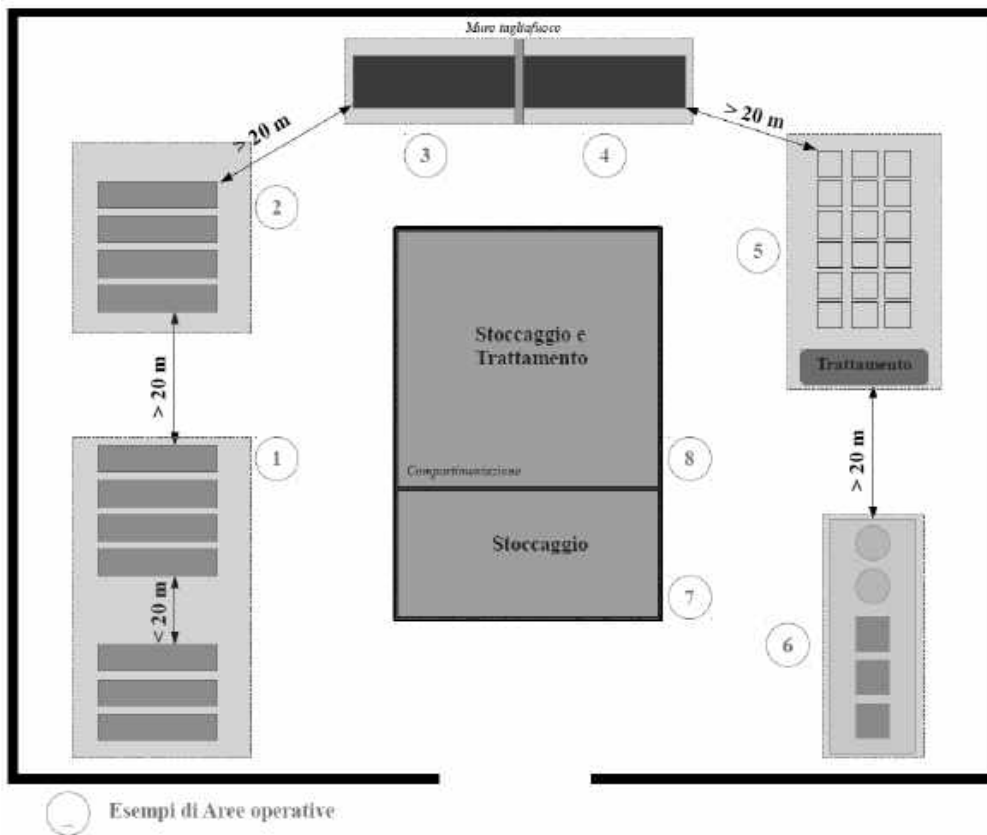 Muro tagliafuoco
> 20 m
> 20 m
3
4
2
5
Stoccaggio e
Trattamento
Trattamento
> 20 m
> 20 m
1
Compartimentazione
8
Stoccaggio
< 20 m
7
6
Esempi di Aree operative